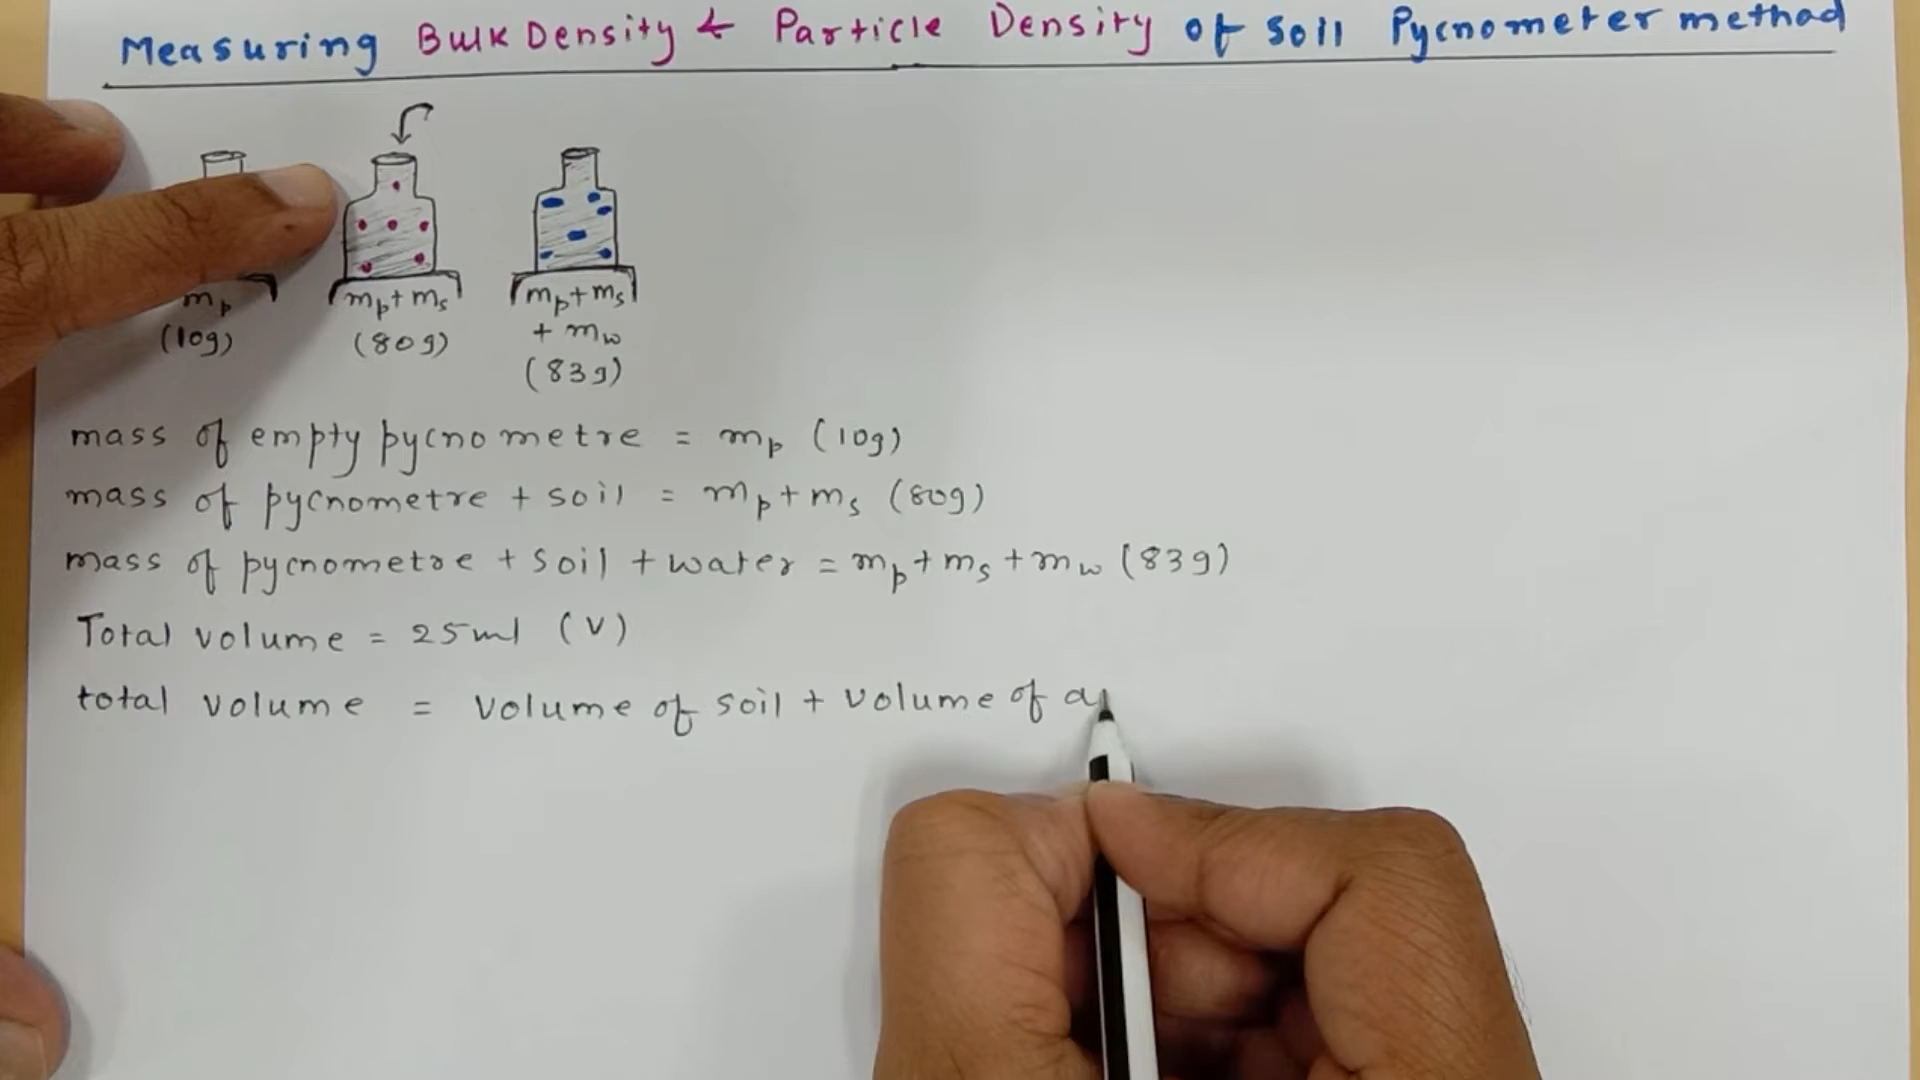 Measuring Bulk Density & Particle Density of Soil Pycnometer method
mp
(10g)
mp + ms
(80g)
mp + ms
+ mw
(83g)
mass of empty pycnometre = mp (10g)
mass of pycnometre + soil = mp + ms (80g)
mass of pycnometre + soil + water = mp + ms + mw (83g)
Total volume = 25ml (V)
total volume = volume of soil + volume of